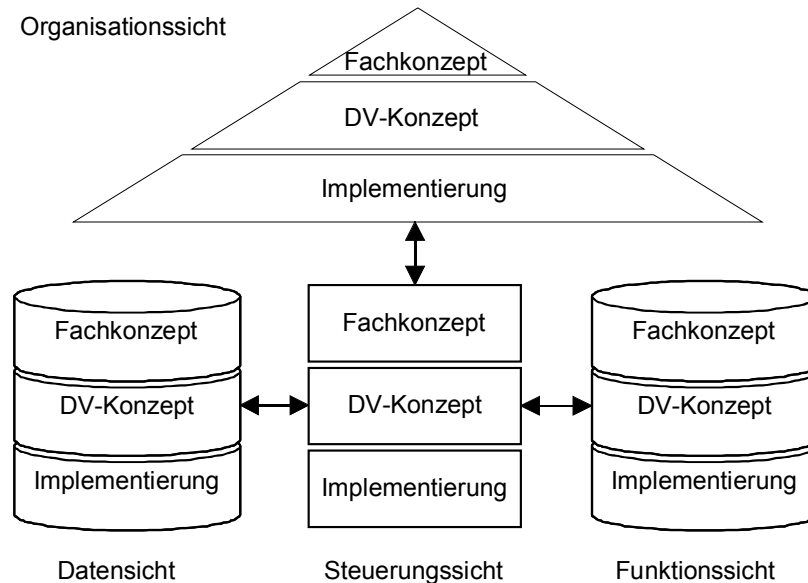 Organisationssicht
Fachkonzept
DV-Konzept
Implementierung
Fachkonzept
Fachkonzept
Fachkonzept
DV-Konzept
DV-Konzept
DV-Konzept
Implementierung
Implementierung
Implementierung
Datensicht
Steuerungssicht
Funktionssicht